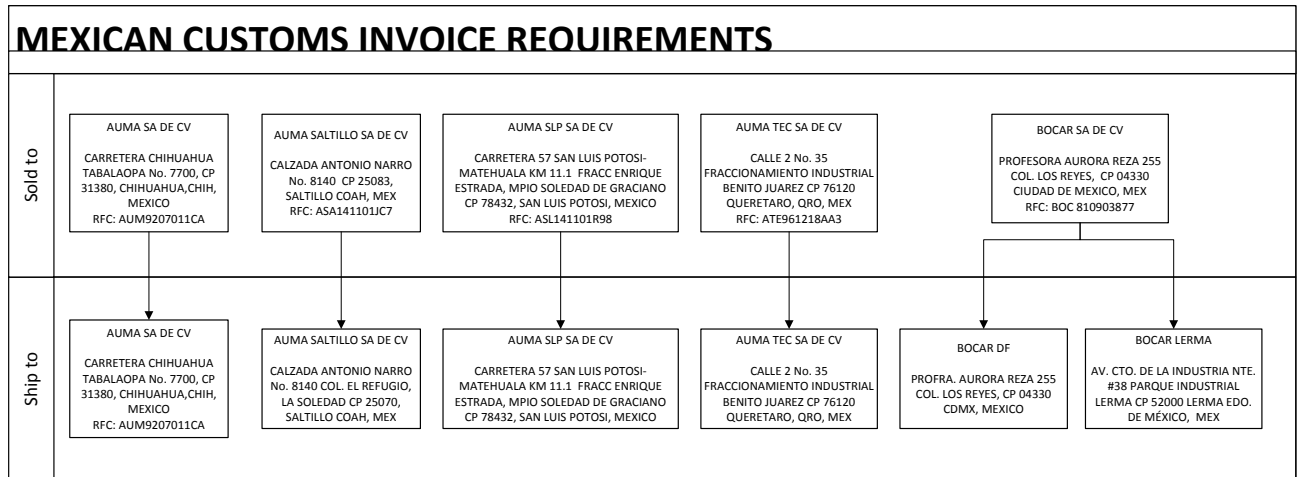 MEXICAN CUSTOMS INVOICE REQUIREMENTS
Sold to
AUMA SA DE CV
CARRETERA CHIHUAHUA
TABALAOPA No. 7700, CP
31380, CHIHUAHUA,CHIH,
MEXICO
RFC: AUM9207011CA
AUMA SALTILLO SA DE CV
CALZADA ANTONIO NARRO
No. 8140 CP 25083,
SALTILLO COAH, MEX
RFC: ASA141101JC7
AUMA SLP SA DE CV
CARRETERA 57 SAN LUIS POTOSI-
MATEHUALA KM 11.1 FRACC ENRIQUE
ESTRADA, MPIO SOLEDAD DE GRACIANO
CP 78432, SAN LUIS POTOSI, MEXICO
RFC: ASL141101R98
AUMA TEC SA DE CV
CALLE 2 No. 35
FRACCIONAMIENTO INDUSTRIAL
BENITO JUAREZ CP 76120
QUERETARO, QRO, MEX
RFC: ATE961218AA3
BOCAR SA DE CV
PROFESORA AURORA REZA 255
COL. LOS REYES, CP 04330
CIUDAD DE MEXICO, MEX
RFC: BOC 810903877
Ship to
AUMA SA DE CV
CARRETERA CHIHUAHUA
TABALAOPA No. 7700, CP
31380, CHIHUAHUA,CHIH,
MEXICO
RFC: AUM9207011CA
AUMA SALTILLO SA DE CV
CALZADA ANTONIO NARRO
No. 8140 COL. EL REFUGIO,
LA SOLEDAD CP 25070,
SALTILLO COAH, MEX
AUMA SLP SA DE CV
CARRETERA 57 SAN LUIS POTOSI-
MATEHUALA KM 11.1 FRACC ENRIQUE
ESTRADA, MPIO SOLEDAD DE GRACIANO
CP 78432, SAN LUIS POTOSI, MEXICO
AUMA TEC SA DE CV
CALLE 2 No. 35
FRACCIONAMIENTO INDUSTRIAL
BENITO JUAREZ CP 76120
QUERETARO, QRO, MEX
BOCAR DF
PROFRA. AURORA REZA 255
COL. LOS REYES, CP 04330
CDMX, MEXICO
BOCAR LERMA
AV. CTO. DE LA INDUSTRIA NTE.
#38 PARQUE INDUSTRIAL
LERMA CP 52000 LERMA EDO.
DE MÉXICO, MEX